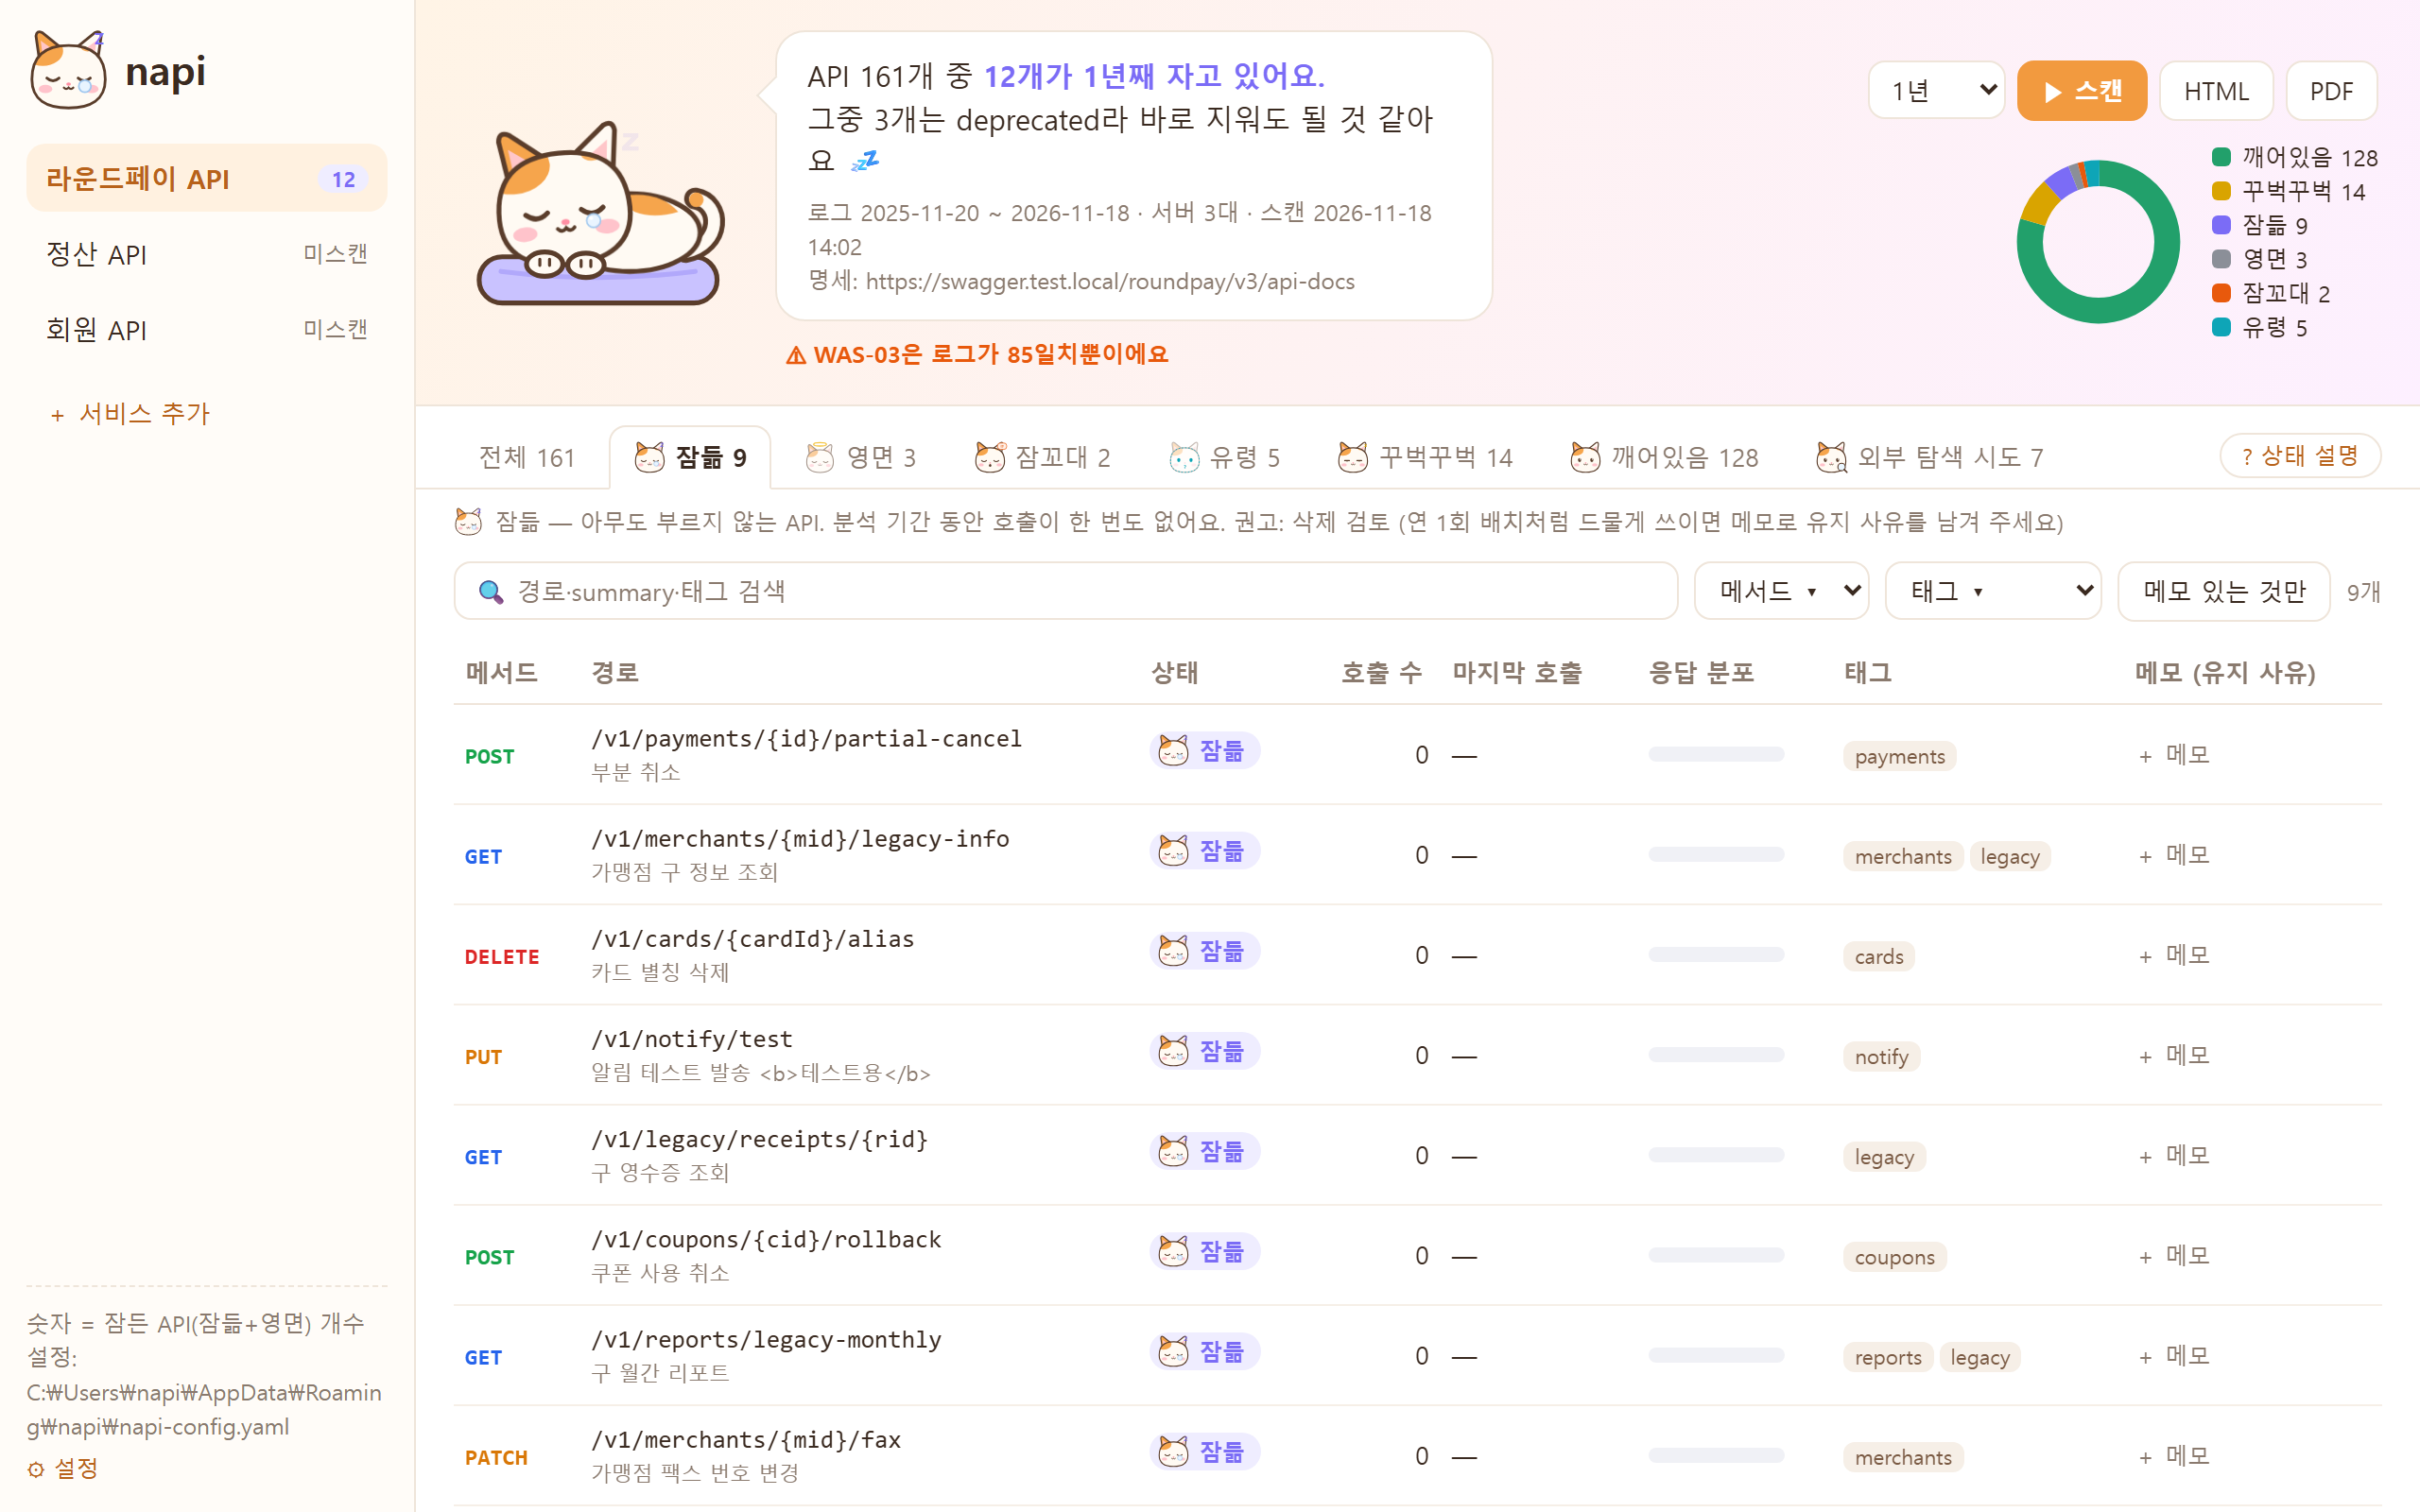 napi
라운드페이 API 12
정산 API 미스캔
회원 API 미스캔
+ 서비스 추가
숫자 = 잠든 API(잠듦+영면) 개수
설정:
C:₩Users₩napi₩AppData₩Roamin
g₩napi₩napi-config.yaml
⚙ 설정
API 161개 중 12개가 1년째 자고 있어요.
그중 3개는 deprecated라 바로 지워도 될 것 같아
요 💤
로그 2025-11-20 ~ 2026-11-18 · 서버 3대 · 스캔 2026-11-18
14:02
명세: https://swagger.test.local/roundpay/v3/api-docs
⚠ WAS-03은 로그가 85일치뿐이에요
1년 ▶ 스캔 HTML PDF
깨어있음 128
꾸벅꾸벅 14
잠듦 9
영면 3
잠꼬대 2
유령 5
전체 161 잠듦 9 영면 3 잠꼬대 2 유령 5 꾸벅꾸벅 14 깨어있음 128 외부 탐색 시도 7 ? 상태 설명
잠듦 — 아무도 부르지 않는 API. 분석 기간 동안 호출이 한 번도 없어요. 권고: 삭제 검토 (연 1회 배치처럼 드물게 쓰이면 메모로 유지 사유를 남겨 주세요)
🔍 경로·summary·태그 검색 메서드 ▾ 태그 ▾ 메모 있는 것만 9개
메서드 경로 상태 호출 수 마지막 호출 응답 분포 태그 메모 (유지 사유)
POST /v1/payments/{id}/partial-cancel 잠듦 0 — payments + 메모
부분 취소
GET /v1/merchants/{mid}/legacy-info 잠듦 0 — merchants legacy + 메모
가맹점 구 정보 조회
DELETE /v1/cards/{cardId}/alias 잠듦 0 — cards + 메모
카드 별칭 삭제
PUT /v1/notify/test 잠듦 0 — notify + 메모
알림 테스트 발송 <b>테스트용</b>
GET /v1/legacy/receipts/{rid} 잠듦 0 — legacy + 메모
구 영수증 조회
POST /v1/coupons/{cid}/rollback 잠듦 0 — coupons + 메모
쿠폰 사용 취소
GET /v1/reports/legacy-monthly 잠듦 0 — reports legacy + 메모
구 월간 리포트
PATCH /v1/merchants/{mid}/fax 잠듦 0 — merchants + 메모
가맹점 팩스 번호 변경